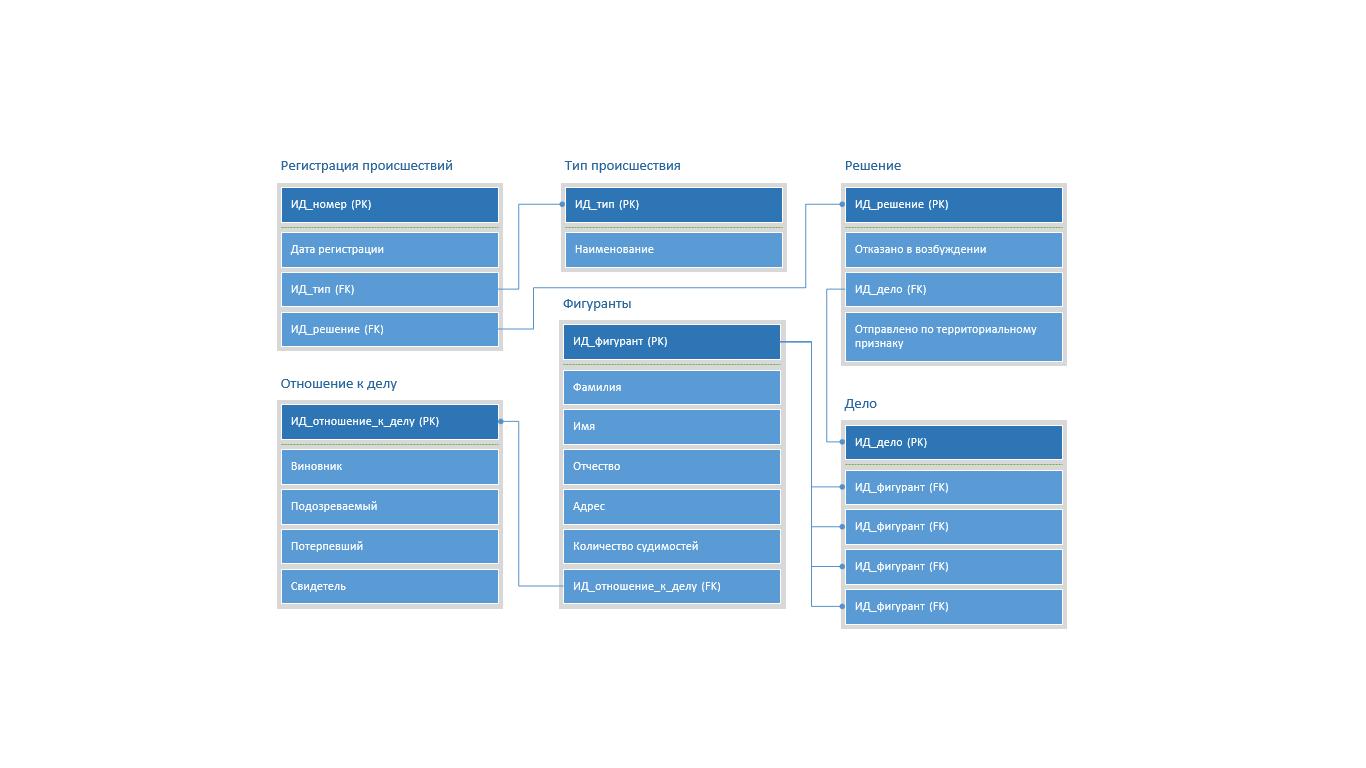 Регистрация происшествий
ИД_номер (PK)
Дата регистрации
ИД_тип (FK)
ИД_решение (FK)
Тип происшествия
ИД_тип (PK)
Наименование
Решение
ИД_решение (PK)
Отказано в возбуждении
ИД_дело (FK)
Отправлено по территориальному
признаку
Отношение к делу
ИД_отношение_к_делу (PK)
Виновник
Подозреваемый
Потерпевший
Свидетель
Фигуранты
ИД_фигурант (PK)
Фамилия
Имя
Отчество
Адрес
Количество судимостей
ИД_отношение_к_делу (FK)
Дело
ИД_дело (PK)
ИД_фигурант (FK)
ИД_фигурант (FK)
ИД_фигурант (FK)
ИД_фигурант (FK)